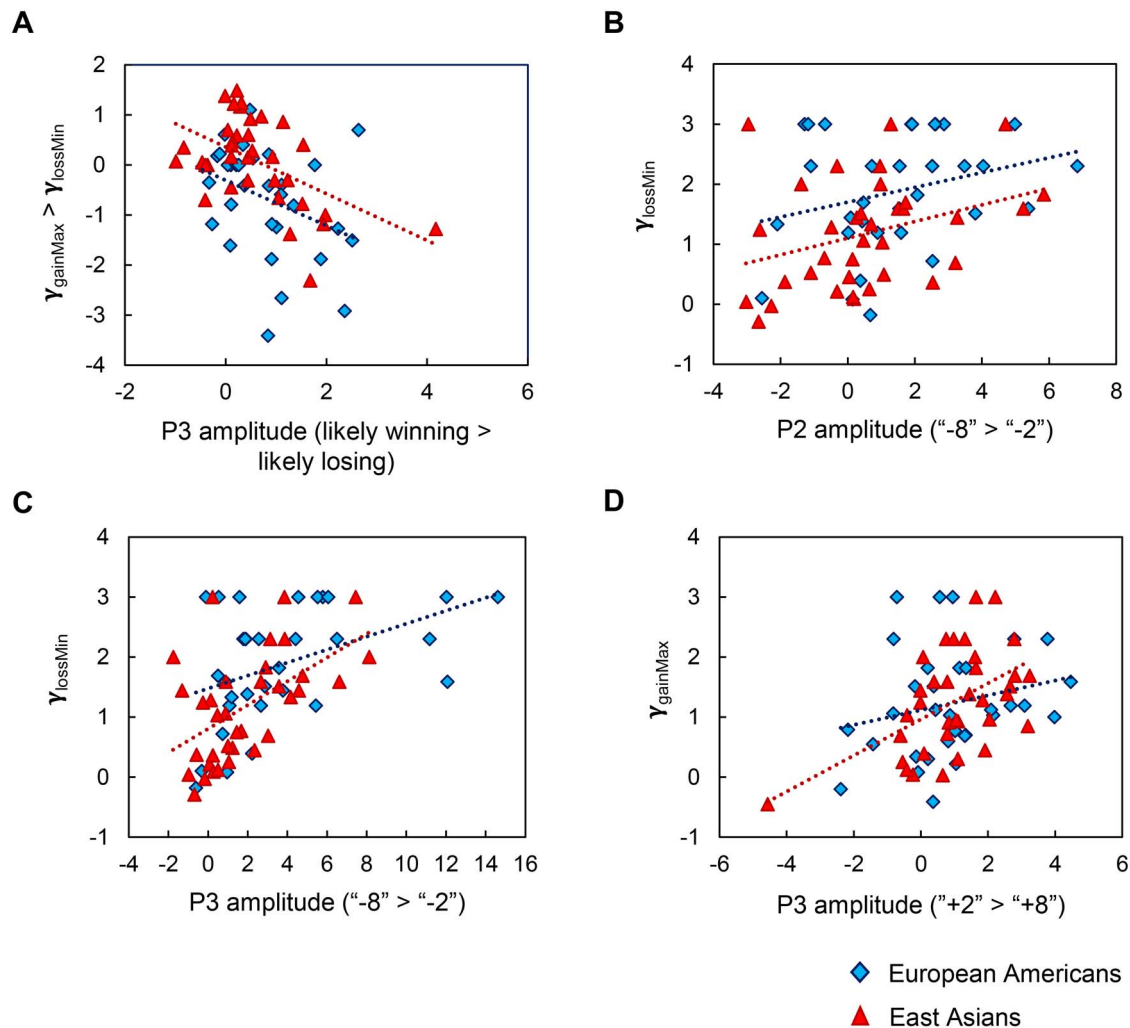 A
2
1
0
-1
-2
-3
-4
-2 0 2 4 6
γgainMax > γlossMin
P3 amplitude (likely winning >
likely losing)
B
4
3
2
1
0
-1
-4 -2 0 2 4 6 8
γlossMin
P2 amplitude (“-8” > “-2”)
C
4
3
2
1
0
-1
-4 -2 0 2 4 6 8 10 12 14 16
γlossMin
P3 amplitude (“-8” > “-2”)
D
4
3
2
1
0
-1
-6 -4 -2 0 2 4 6
γgainMax
P3 amplitude (”+2” > “+8”)
European Americans
East Asians